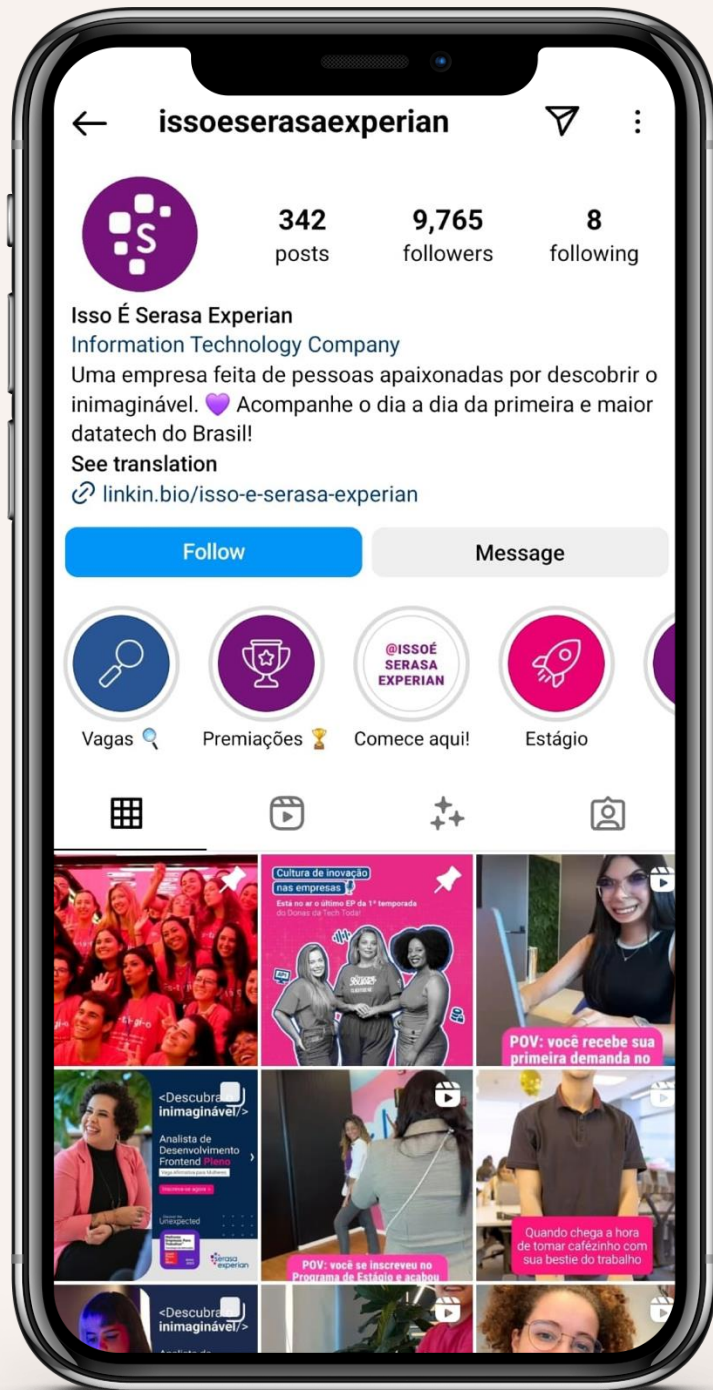 issoeserasaexperian
S
342
9,765
8
posts
followers
following
Isso É Serasa Experian
Information Technology Company
Uma empresa feita de pessoas apaixonadas por descobrir o
inimaginável. 💜 Acompanhe o dia a dia da primeira e maior
datatech do Brasil!
See translation
linkin.bio/isso-e-serasa-experian
Follow
Message
@ISSOÉ
SERASA
EXPERIAN
Vagas 🔍
Premiações 🏆
Comece aqui!
Estágio
Cultura de inovação
nas empresas
Está no ar o último EP da 1ª temporada
do Donas da Tech Toda!
POV: você recebe sua
primeira demanda no
<Descubra o
inimaginável/>
Analista de
Desenvolvimento
Frontend Pleno
Vaga Afirmativa para Mulheres
Inscreva-se agora >
Unexpected
serasa
experian
POV: você se inscreveu no
Programa de Estágio e acabou
Quando chega a hora
de tomar cafézinho com
sua bestie do trabalho
<Descubra o
inimaginável/>